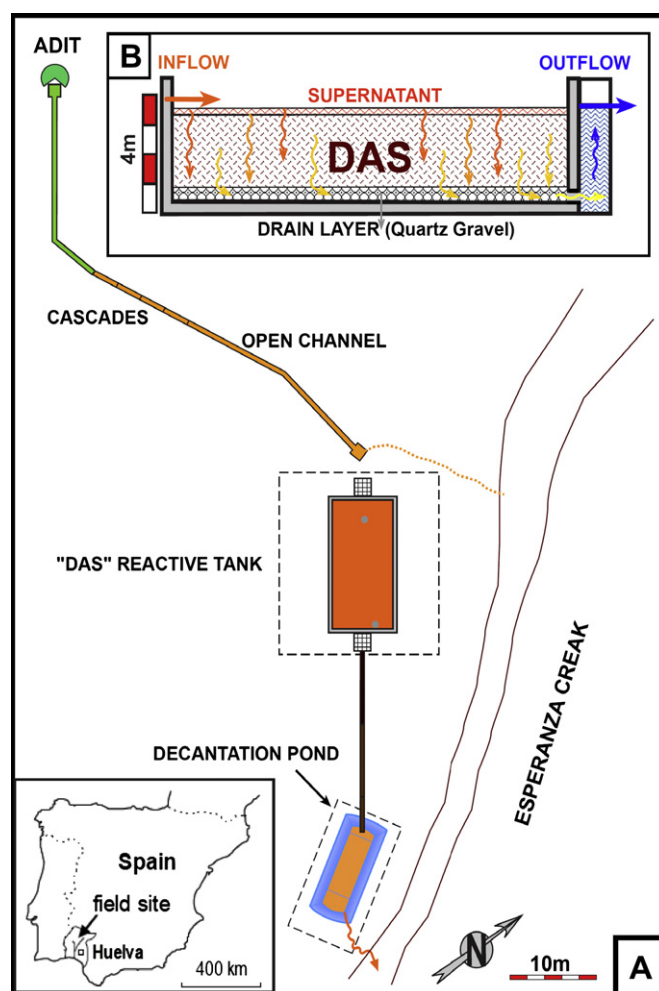 ADIT
B
INFLOW
OUTFLOW
SUPERNATANT
4m
DAS
DRAIN LAYER (Quartz Gravel)
CASCADES
OPEN CHANNEL
"DAS" REACTIVE TANK
ESPERANZA CREAK
DECANTATION POND
Spain
field site
Huelva
400 km
N
10m
A